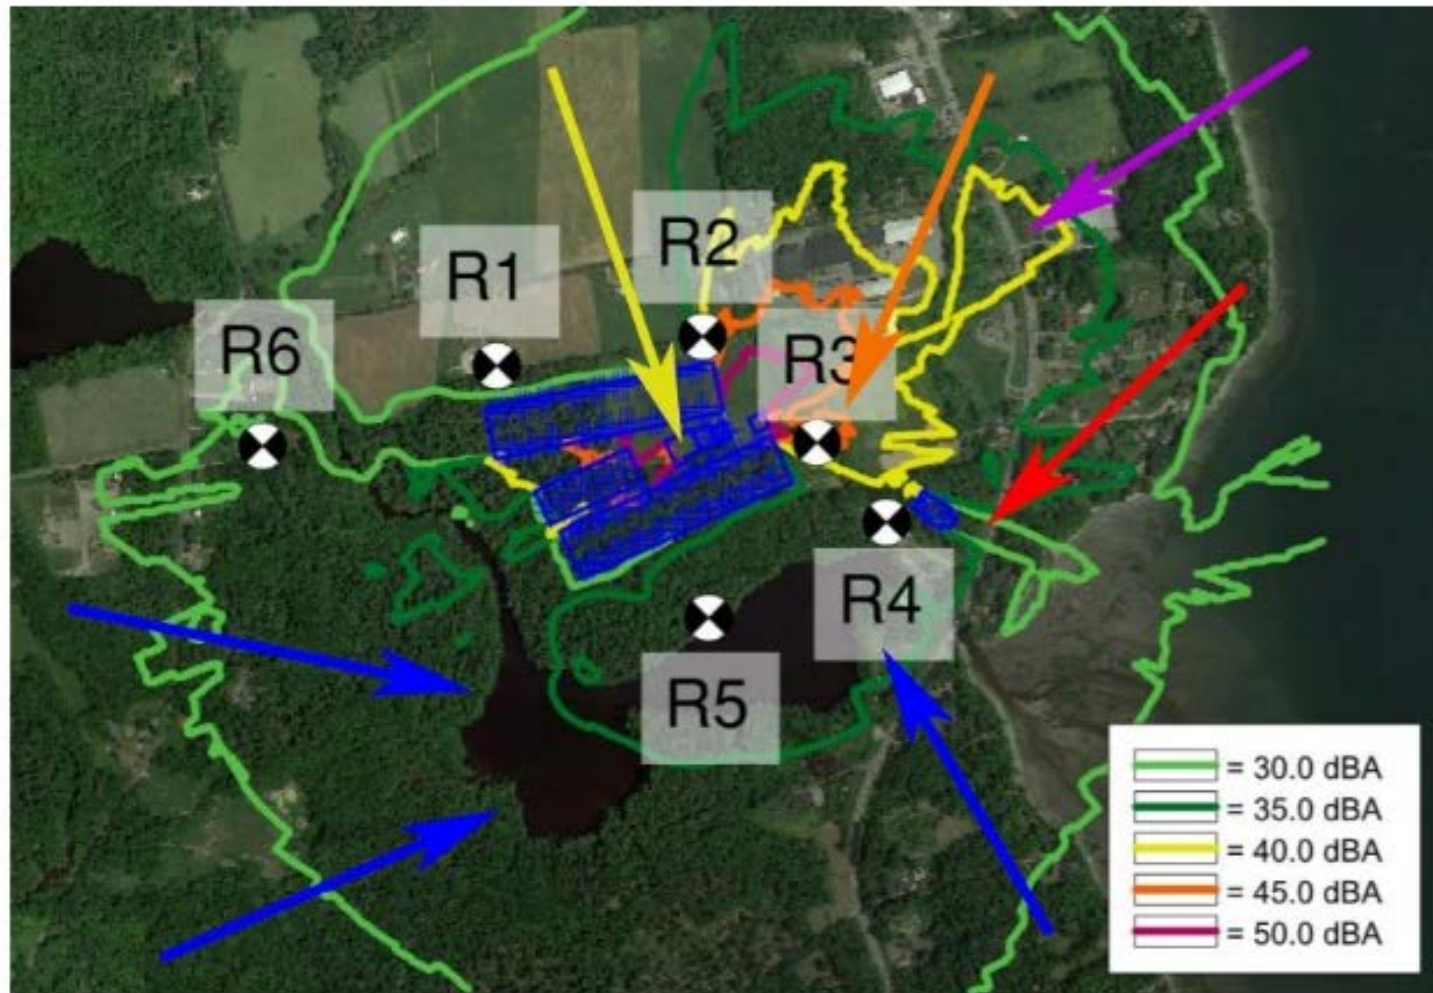 R2
R1
R3
R6
R4
R5
= 30.0 dBA
= 35.0 dBA
= 40.0 dBA
= 45.0 dBA
= 50.0 dBA